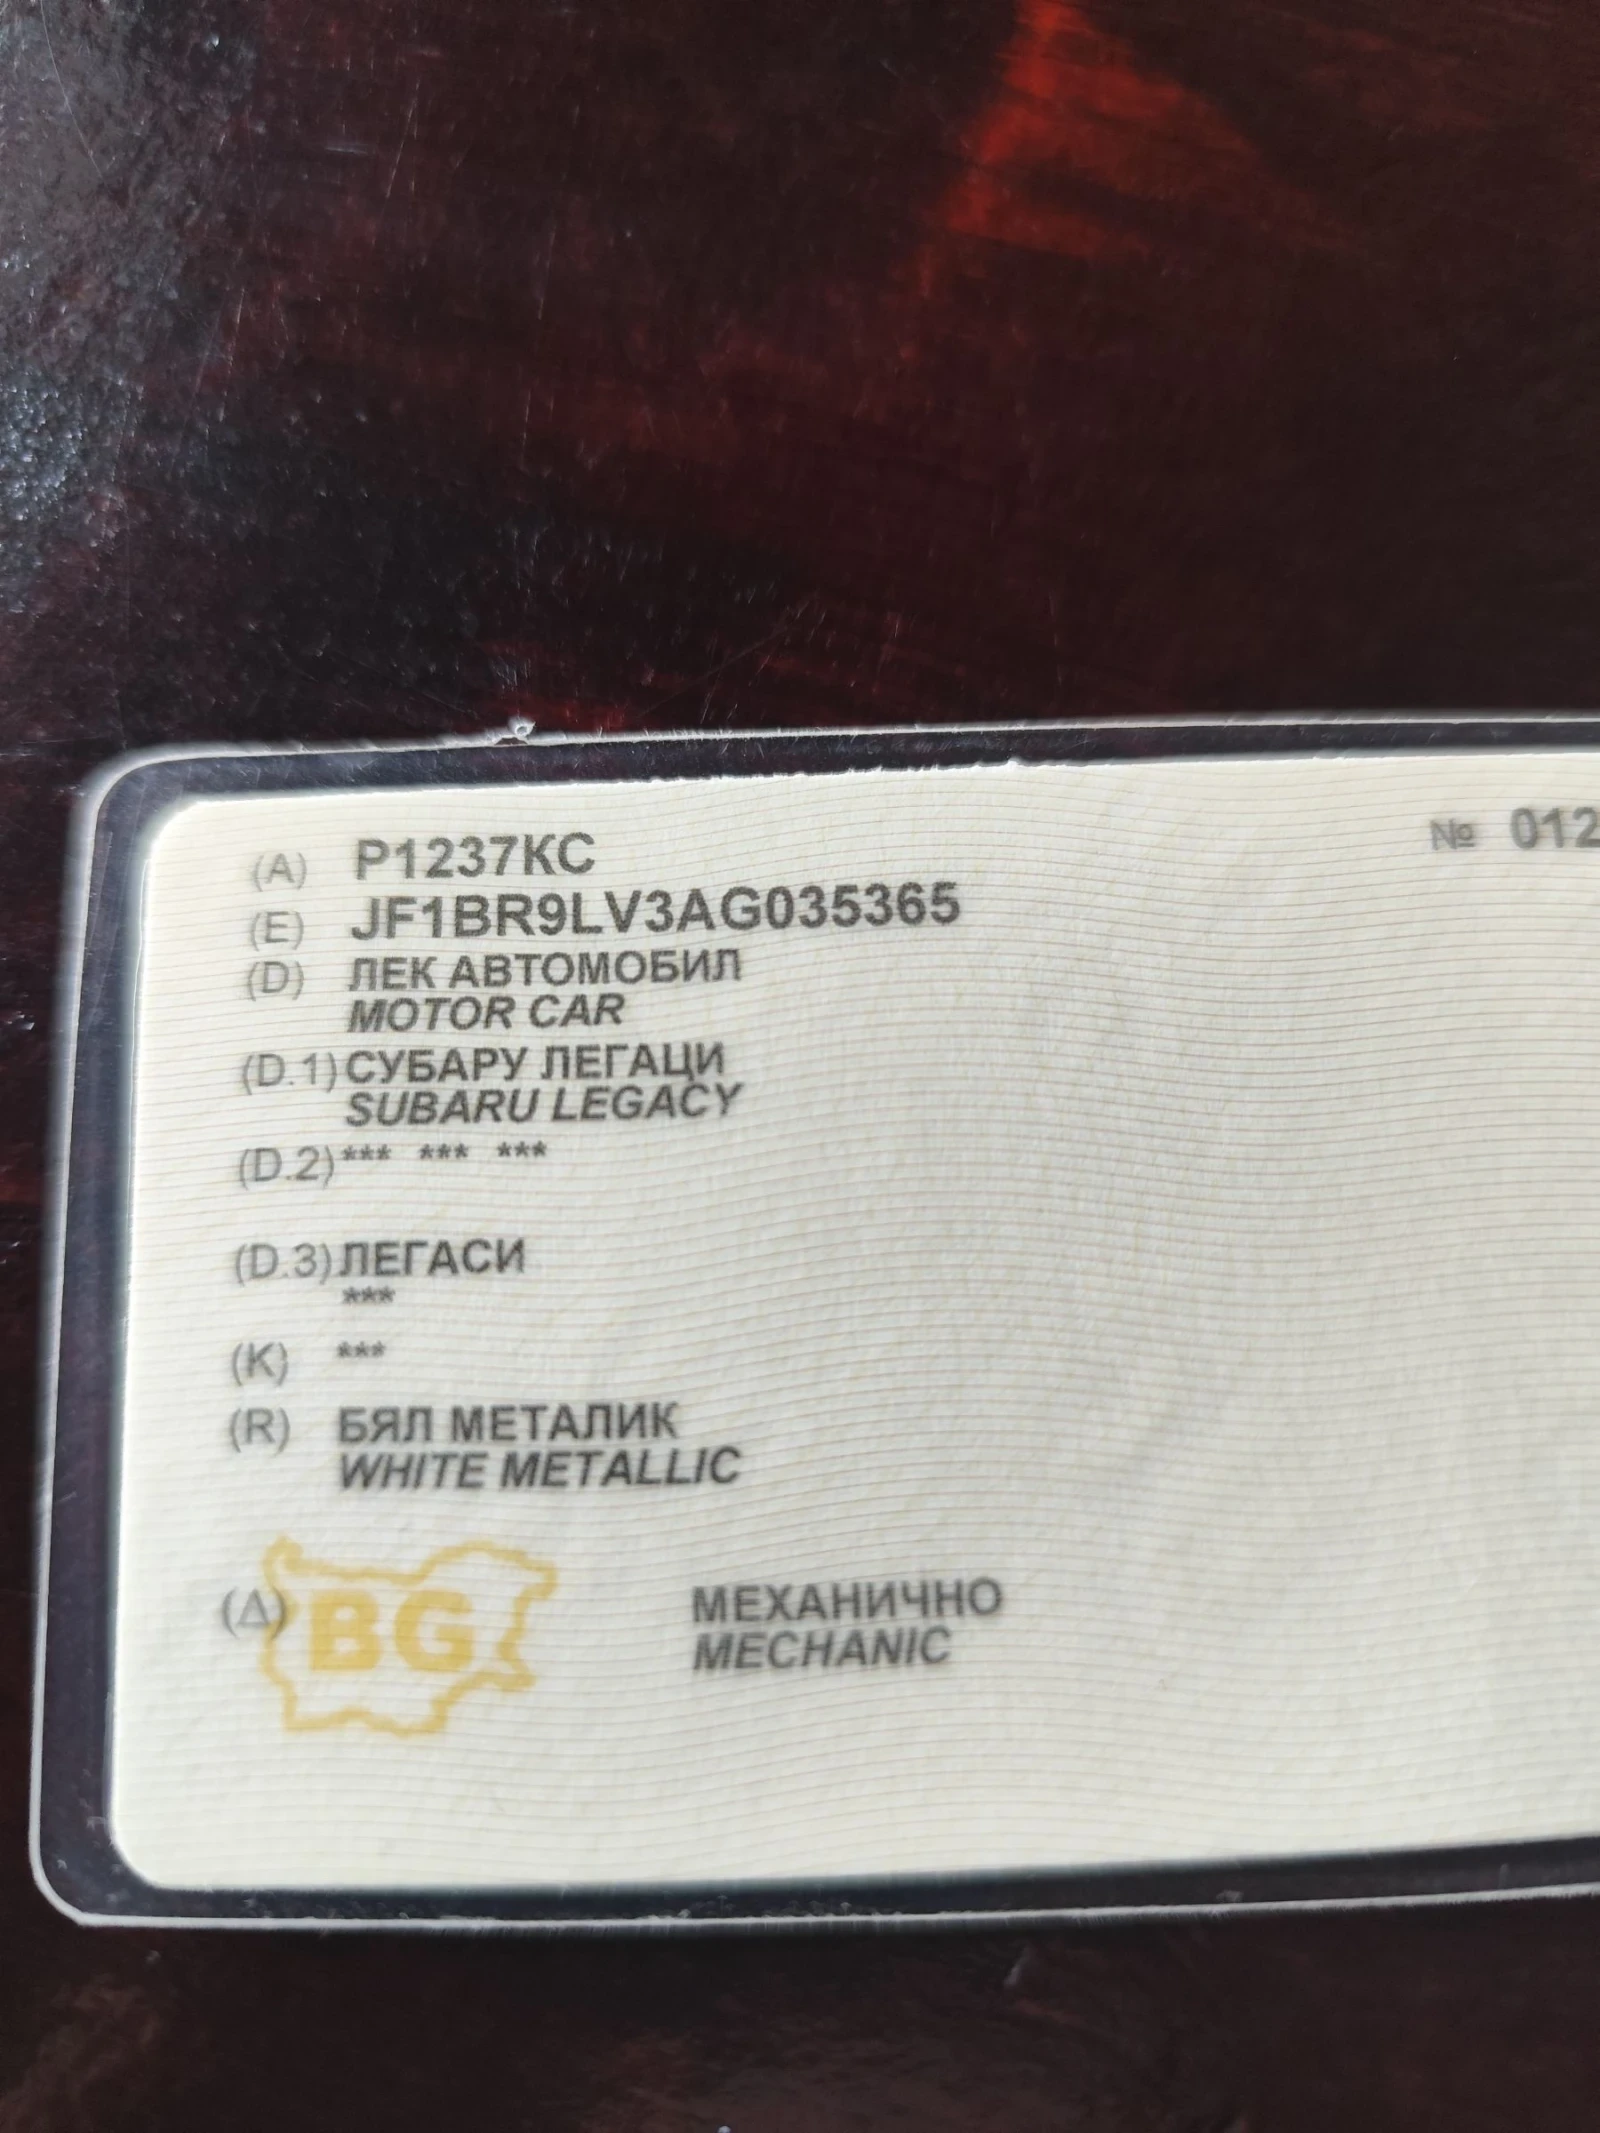 (A) Р1237КС № 012
(E) JF1BR9LV3AG035365
(D) ЛЕК АВТОМОБИЛ
MOTOR CAR
(D.1) СУБАРУ ЛЕГАЦИ
SUBARU LEGACY
(D.2) *** *** ***
(D.3) ЛЕГАСИ
***
(K) ***
(R) БЯЛ МЕТАЛИК
WHITE METALLIC
(Δ) BG МЕХАНИЧНО
MECHANIC